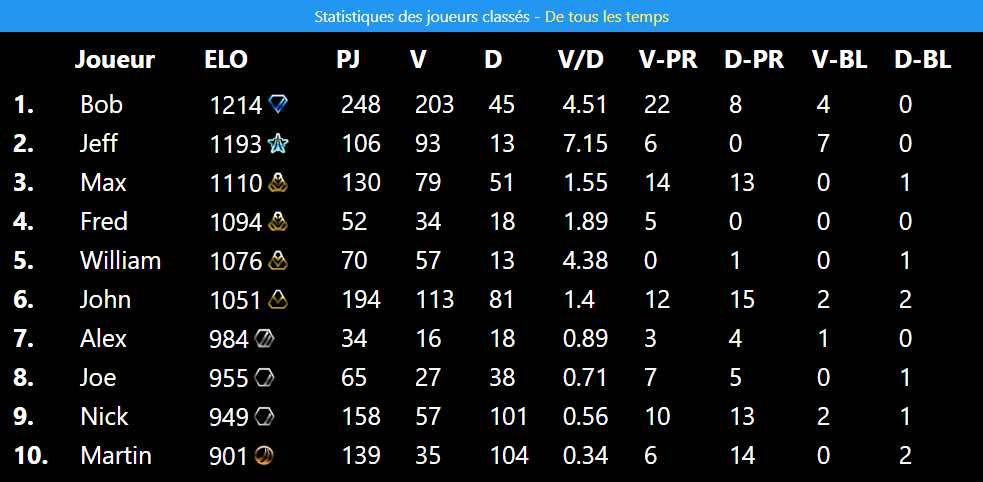 Statistiques des joueurs classés - De tous les temps
Joueur ELO PJ V D V/D V-PR D-PR V-BL D-BL
1. Bob 1214 248 203 45 4.51 22 8 4 0
2. Jeff 1193 106 93 13 7.15 6 0 7 0
3. Max 1110 130 79 51 1.55 14 13 0 1
4. Fred 1094 52 34 18 1.89 5 0 0 0
5. William 1076 70 57 13 4.38 0 1 0 1
6. John 1051 194 113 81 1.4 12 15 2 2
7. Alex 984 34 16 18 0.89 3 4 1 0
8. Joe 955 65 27 38 0.71 7 5 0 1
9. Nick 949 158 57 101 0.56 10 13 2 1
10. Martin 901 139 35 104 0.34 6 14 0 2